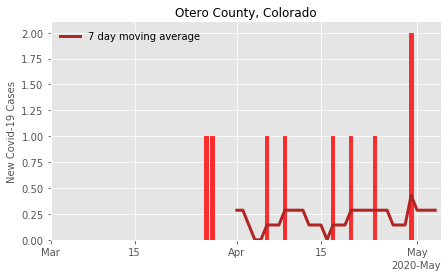 Otero County, Colorado
7 day moving average
New Covid-19 Cases
2.00
1.75
1.50
1.25
1.00
0.75
0.50
0.25
0.00
Mar
15
Apr
15
May
2020-May